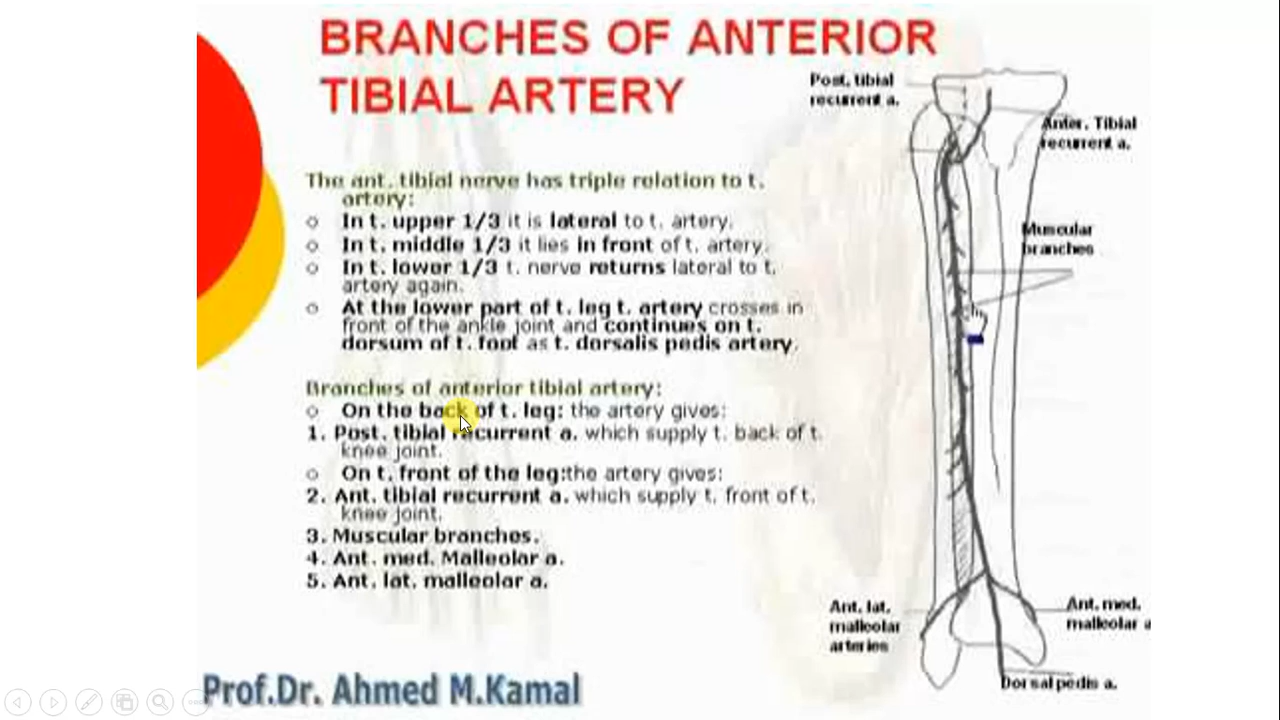 BRANCHES OF ANTERIOR
TIBIAL ARTERY
The ant. tibial nerve has triple relation to t.
artery:
o In t. upper 1/3 it is lateral to t. artery.
o In t. middle 1/3 it lies in front of t. artery.
o In t. lower 1/3 t. nerve returns lateral to t.
artery again.
o At the lower part of t. leg t. artery crosses in
front of the ankle joint and continues on t.
dorsum of t. foot as t. dorsalis pedis artery.
Branches of anterior tibial artery:
o On the back of t. leg: the artery gives:
1. Post. tibial recurrent a. which supply t. back of t.
knee joint.
o On t. front of the leg:the artery gives:
2. Ant. tibial recurrent a. which supply t. front of t.
knee joint.
3. Muscular branches.
4. Ant. med. Malleolar a.
5. Ant. lat. malleolar a.
Post. tibial
recurrent a.
Anter. Tibial
recurrent a.
Muscular
branches
Ant. lat.
malleolar
arteries
Ant. med.
malleolar a
Dorsal pedis a.
Prof.Dr. Ahmed M.Kamal